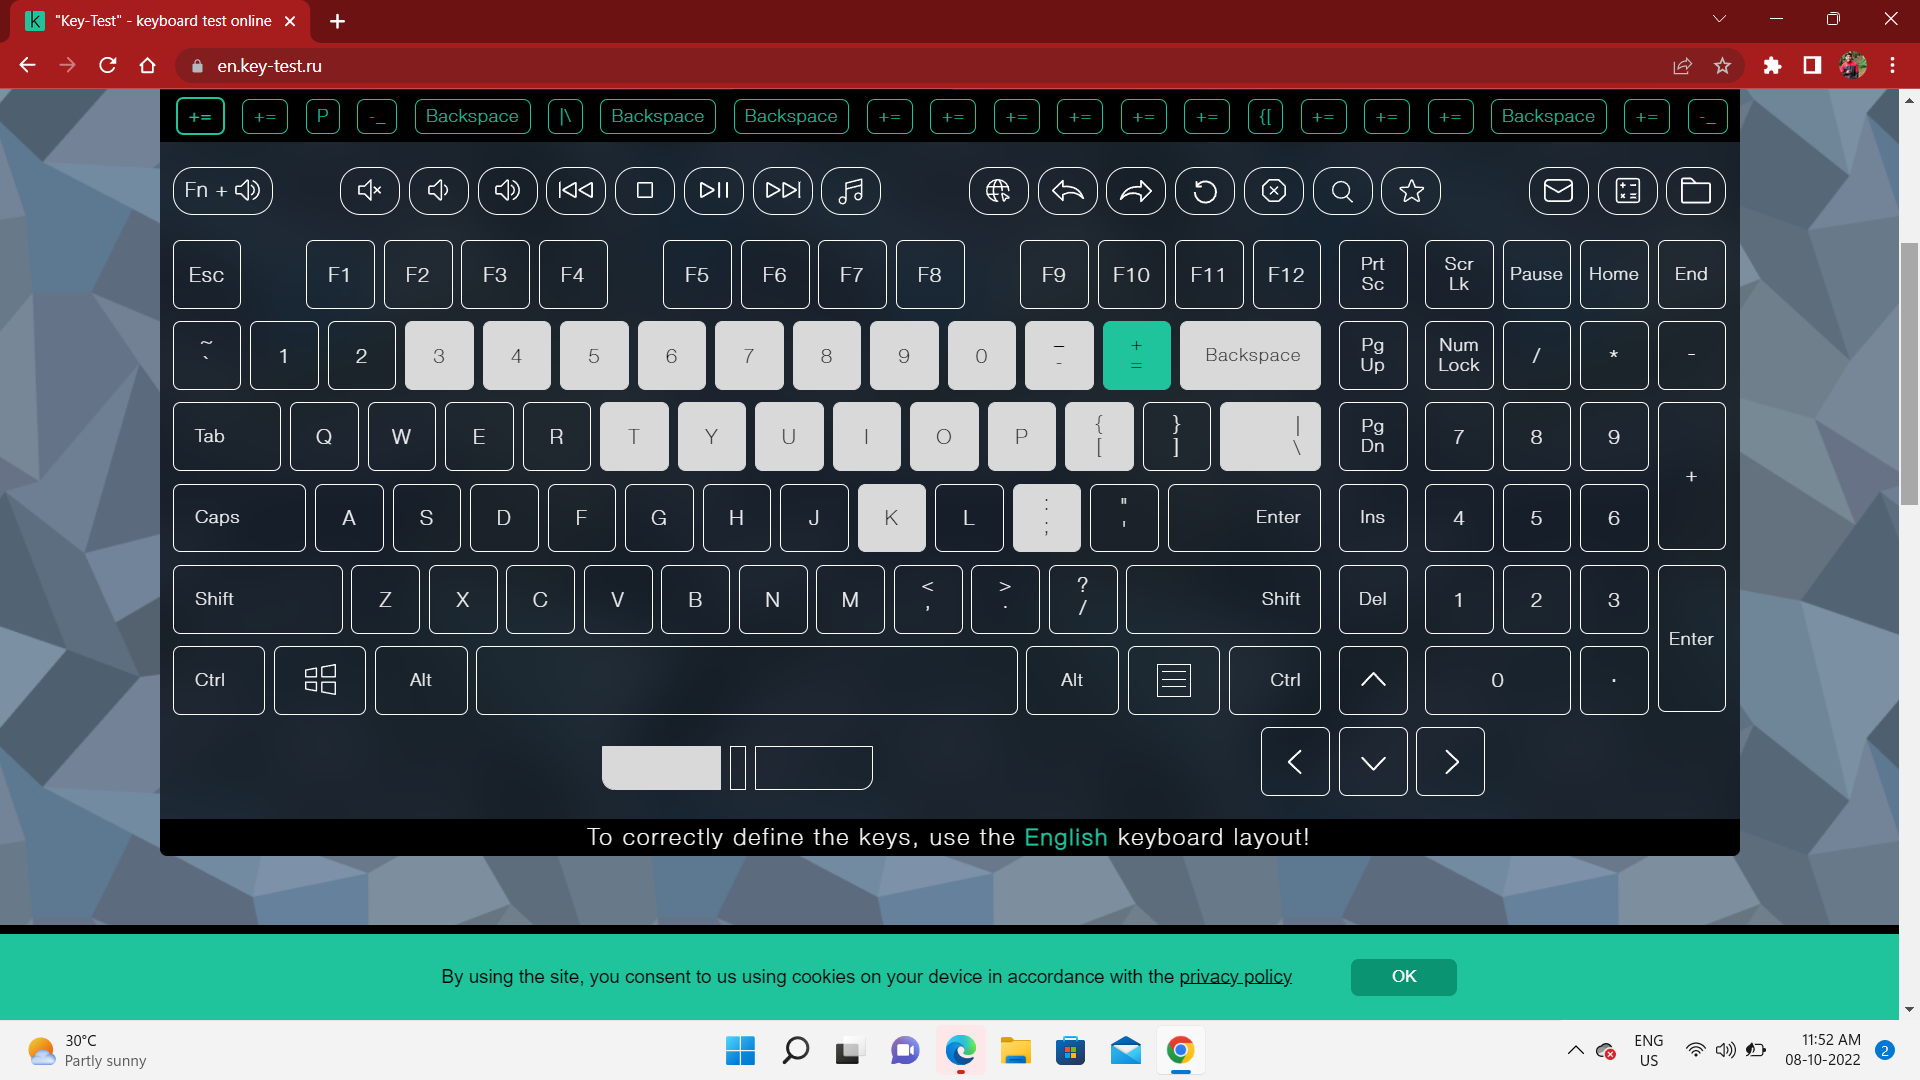 "Key-Test" - keyboard test online
en.key-test.ru
+= += P -_ Backspace |\ Backspace Backspace += += += += += += {[ += += += Backspace += -_
Fn +
Esc F1 F2 F3 F4 F5 F6 F7 F8 F9 F10 F11 F12 Prt Sc Scr Lk Pause Home End
~ ` 1 2 3 4 5 6 7 8 9 0 _ - + = Backspace Pg Up Num Lock / * -
Tab Q W E R T Y U I O P { [ } ] | \ Pg Dn 7 8 9 +
Caps A S D F G H J K L : ; " ' Enter Ins 4 5 6
Shift Z X C V B N M < , > . ? / Shift Del 1 2 3 Enter
Ctrl Alt Alt Ctrl 0 .
To correctly define the keys, use the English keyboard layout!
By using the site, you consent to us using cookies on your device in accordance with the privacy policy OK
30°C
Partly sunny
ENG
US
11:52 AM
08-10-2022
2